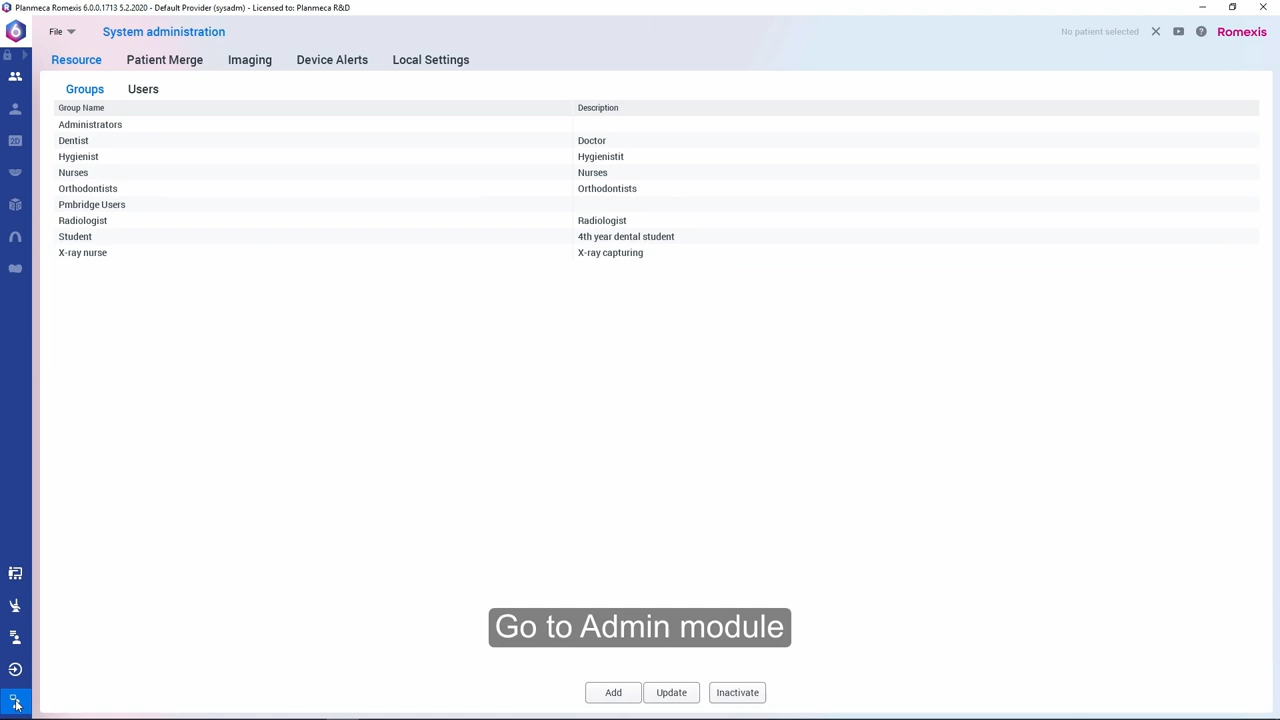 Planmeca Romexis 6.0.0.1713 5.2.2020 - Default Provider (sysadm) - Licensed to: Planmeca R&D
File System administration No patient selected Romexis
Resource Patient Merge Imaging Device Alerts Local Settings
Groups Users
Group Name Description
Administrators
Dentist Doctor
Hygienist Hygienistit
Nurses Nurses
Orthodontists Orthodontists
Pmbridge Users
Radiologist Radiologist
Student 4th year dental student
X-ray nurse X-ray capturing
Go to Admin module
Add Update Inactivate